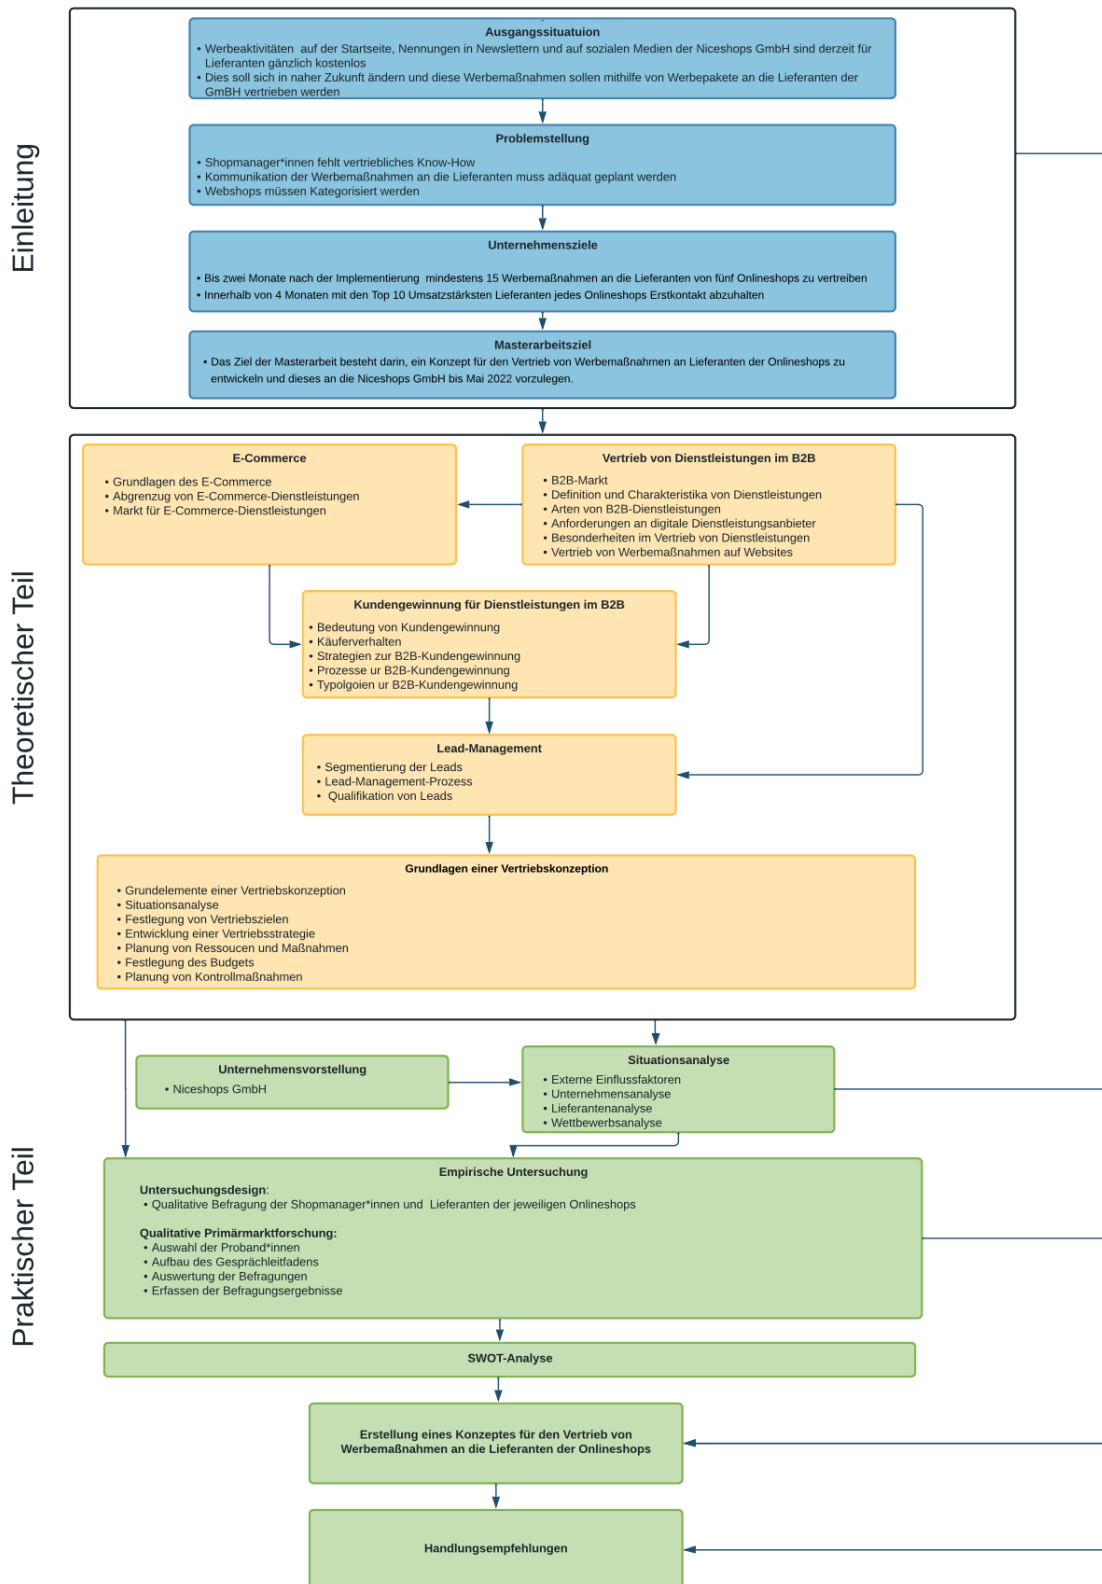 Einleitung
Ausgangssituatuion
• Werbeaktivitäten auf der Startseite, Nennungen in Newslettern und auf sozialen Medien der Niceshops GmbH sind derzeit für
Lieferanten gänzlich kostenlos
• Dies soll sich in naher Zukunft ändern und diese Werbemaßnahmen sollen mithilfe von Werbepakete an die Lieferanten der
GmBH vertrieben werden
Problemstellung
• Shopmanager*innen fehlt vertriebliches Know-How
• Kommunikation der Werbemaßnahmen an die Lieferanten muss adäquat geplant werden
• Webshops müssen Kategorisiert werden
Unternehmensziele
• Bis zwei Monate nach der Implementierung mindestens 15 Werbemaßnahmen an die Lieferanten von fünf Onlineshops zu vertreiben
• Innerhalb von 4 Monaten mit den Top 10 Umsatzstärksten Lieferanten jedes Onlineshops Erstkontakt abzuhalten
Masterarbeitsziel
• Das Ziel der Masterarbeit besteht darin, ein Konzept für den Vertrieb von Werbemaßnahmen an Lieferanten der Onlineshops zu
entwickeln und dieses an die Niceshops GmbH bis Mai 2022 vorzulegen.
Theoretischer Teil
E-Commerce
• Grundlagen des E-Commerce
• Abgrenzug von E-Commerce-Dienstleistungen
• Markt für E-Commerce-Dienstleistungen
Vertrieb von Dienstleistungen im B2B
• B2B-Markt
• Definition und Charakteristika von Dienstleistungen
• Arten von B2B-Dienstleistungen
• Anforderungen an digitale Dienstleistungsanbieter
• Besonderheiten im Vertrieb von Dienstleistungen
• Vertrieb von Werbemaßnahmen auf Websites
Kundengewinnung für Dienstleistungen im B2B
• Bedeutung von Kundengewinnung
• Käuferverhalten
• Strategien zur B2B-Kundengewinnung
• Prozesse ur B2B-Kundengewinnung
• Typolgoien ur B2B-Kundengewinnung
Lead-Management
• Segmentierung der Leads
• Lead-Management-Prozess
• Qualifikation von Leads
Grundlagen einer Vertriebskonzeption
• Grundelemente einer Vertriebskonzeption
• Situationsanalyse
• Festlegung von Vertriebszielen
• Entwicklung einer Vertriebsstrategie
• Planung von Ressoucen und Maßnahmen
• Festlegung des Budgets
• Planung von Kontrollmaßnahmen
Praktischer Teil
Unternehmensvorstellung
• Niceshops GmbH
Situationsanalyse
• Externe Einflussfaktoren
• Unternehmensanalyse
• Lieferantenanalyse
• Wettbewerbsanalyse
Empirische Untersuchung
Untersuchungsdesign:
• Qualitative Befragung der Shopmanager*innen und Lieferanten der jeweiligen Onlineshops
Qualitative Primärmarktforschung:
• Auswahl der Proband*innen
• Aufbau des Gesprächleitfadens
• Auswertung der Befragungen
• Erfassen der Befragungsergebnisse
SWOT-Analyse
Erstellung eines Konzeptes für den Vertrieb von
Werbemaßnahmen an die Lieferanten der Onlineshops
Handlungsempfehlungen